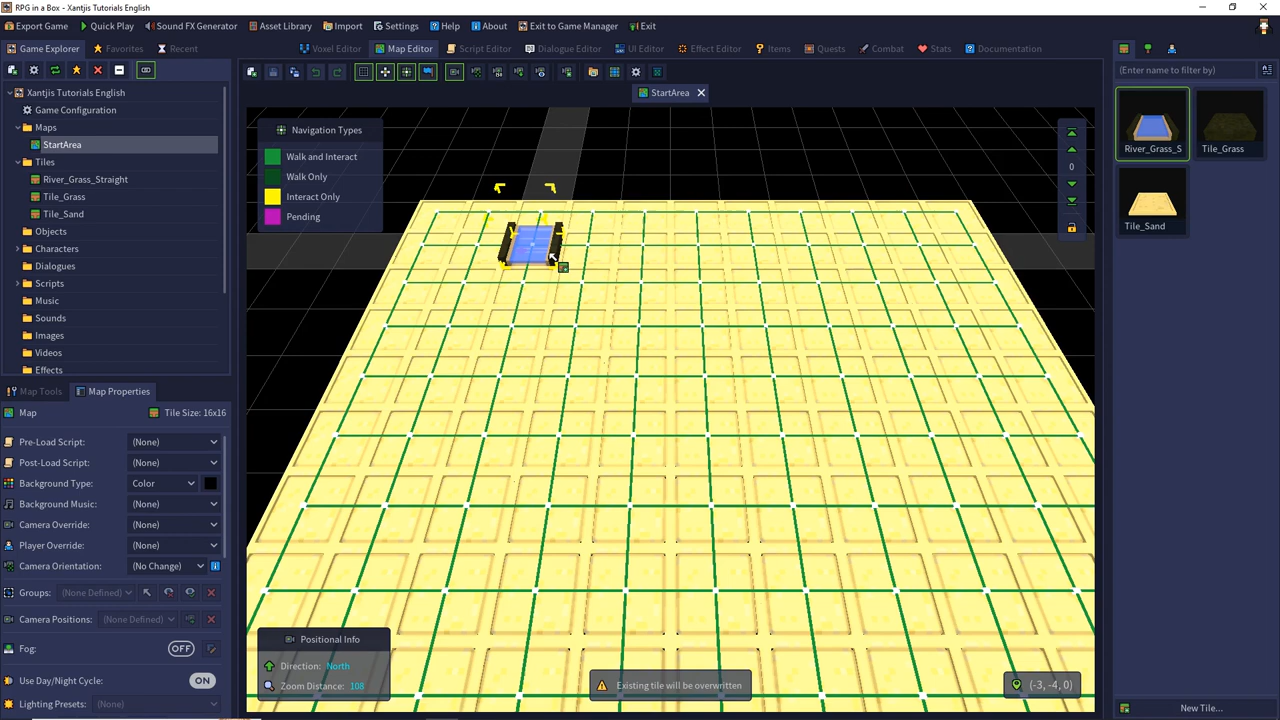 RPG in a Box - Xantjis Tutorials English
Export Game Quick Play Sound FX Generator Asset Library Import Settings Help About Exit to Game Manager Exit
Game Explorer Favorites Recent Voxel Editor Map Editor Script Editor Dialogue Editor UI Editor Effect Editor Items Quests Combat Stats Documentation
(Enter name to filter by)
StartArea
Xantjis Tutorials English
Game Configuration
Maps
StartArea
Tiles
River_Grass_Straight
Tile_Grass
Tile_Sand
Objects
Characters
Dialogues
Scripts
Music
Sounds
Images
Videos
Effects
Navigation Types
Walk and Interact
Walk Only
Interact Only
Pending
0
River_Grass_S
Tile_Grass
Tile_Sand
Map Tools Map Properties
Map Tile Size: 16x16
Pre-Load Script: (None)
Post-Load Script: (None)
Background Type: Color
Background Music: (None)
Camera Override: (None)
Player Override: (None)
Camera Orientation: (No Change)
Groups: (None Defined)
Camera Positions: (None Defined)
Fog: OFF
Use Day/Night Cycle: ON
Lighting Presets: (None)
Positional Info
Direction: North
Zoom Distance: 108
Existing tile will be overwritten
(-3, -4, 0)
New Tile...